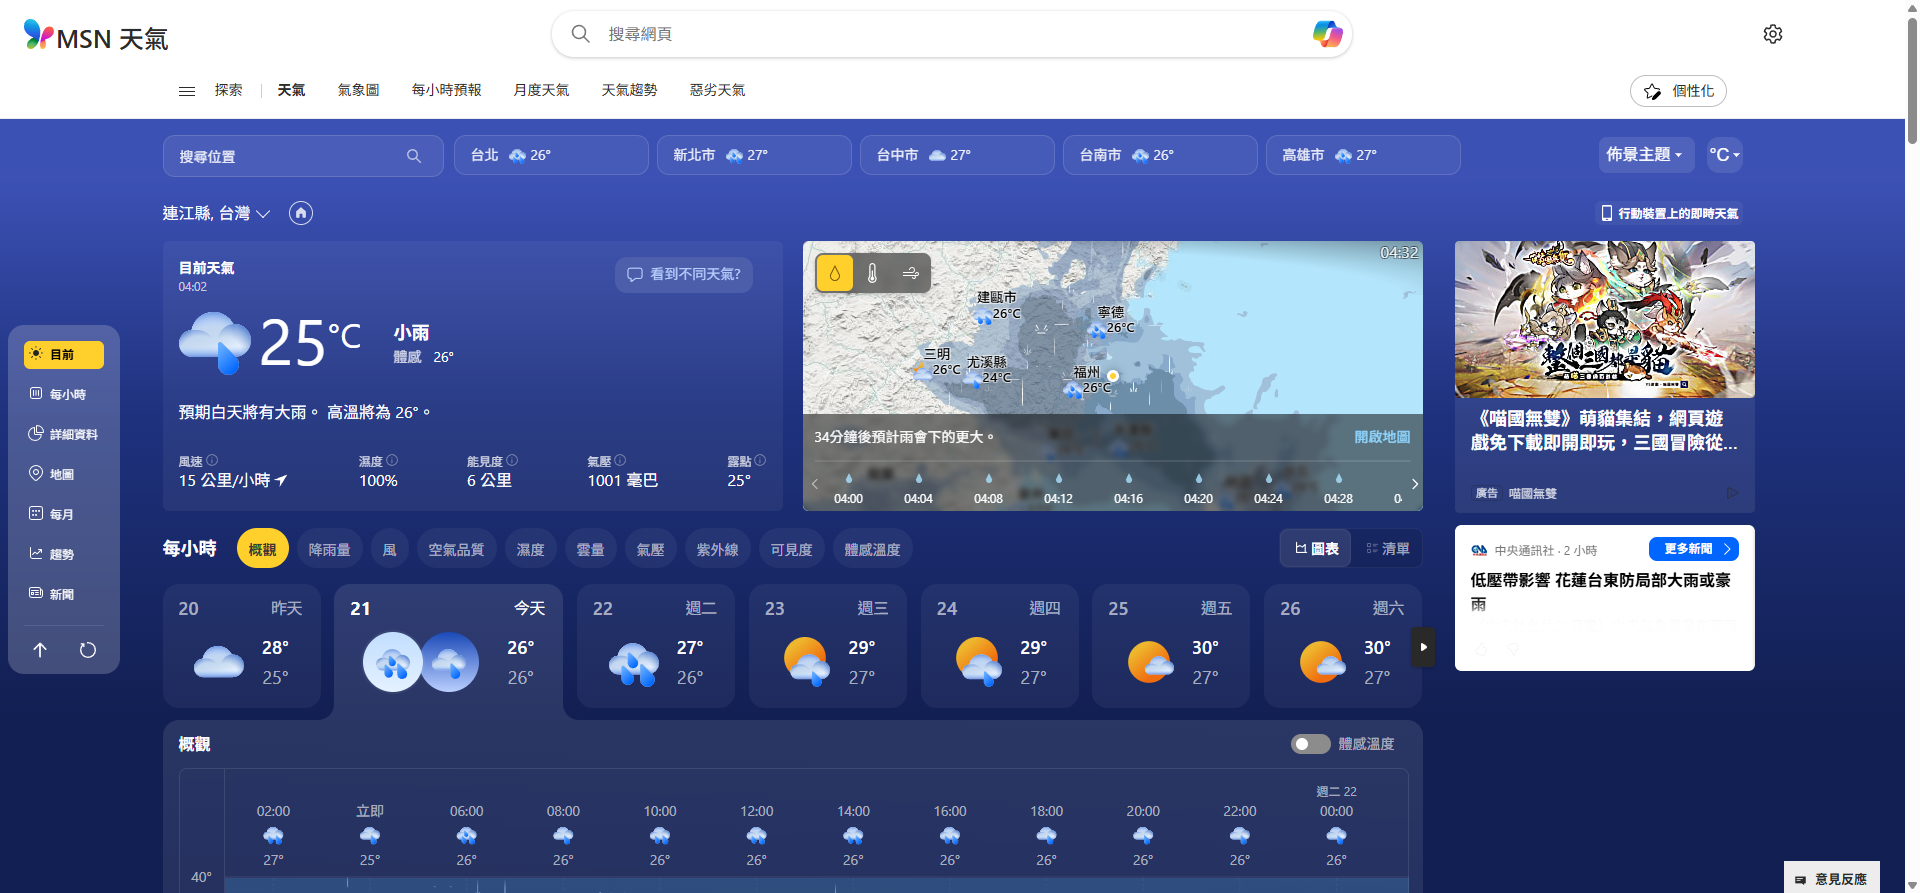 MSN 天氣
搜尋網頁
探索
天氣
氣象圖
每小時預報
月度天氣
天氣趨勢
惡劣天氣
個性化
搜尋位置
台北 26°
新北市 27°
台中市 27°
台南市 26°
高雄市 27°
佈景主題
°C
連江縣, 台灣
行動裝置上的即時天氣
目前
每小時
詳細資料
地圖
每月
趨勢
新聞
目前天氣
04:02
看到不同天氣?
25°C
小雨
體感 26°
預期白天將有大雨。 高溫將為 26°。
風速
15 公里/小時
濕度
100%
能見度
6 公里
氣壓
1001 毫巴
露點
25°
04:32
建甌市
26°C
寧德
26°C
三明
26°C
尤溪縣
24°C
福州
26°C
34分鐘後預計雨會下的更大。
開啟地圖
04:00
04:04
04:08
04:12
04:16
04:20
04:24
04:28
整個三國都是貓
《喵國無雙》萌貓集結，網頁遊
戲免下載即開即玩，三國冒險從...
廣告 喵國無雙
中央通訊社 · 2 小時
更多新聞
低壓帶影響 花蓮台東防局部大雨或豪
雨
每小時
概觀
降雨量
風
空氣品質
濕度
雲量
氣壓
紫外線
可見度
體感溫度
圖表
清單
20 昨天
28°
25°
21 今天
26°
26°
22 週二
27°
26°
23 週三
29°
27°
24 週四
29°
27°
25 週五
30°
27°
26 週六
30°
27°
概觀
體感溫度
週二 22
02:00
立即
06:00
08:00
10:00
12:00
14:00
16:00
18:00
20:00
22:00
00:00
27°
25°
26°
26°
26°
26°
26°
26°
26°
26°
26°
26°
40°
意見反應